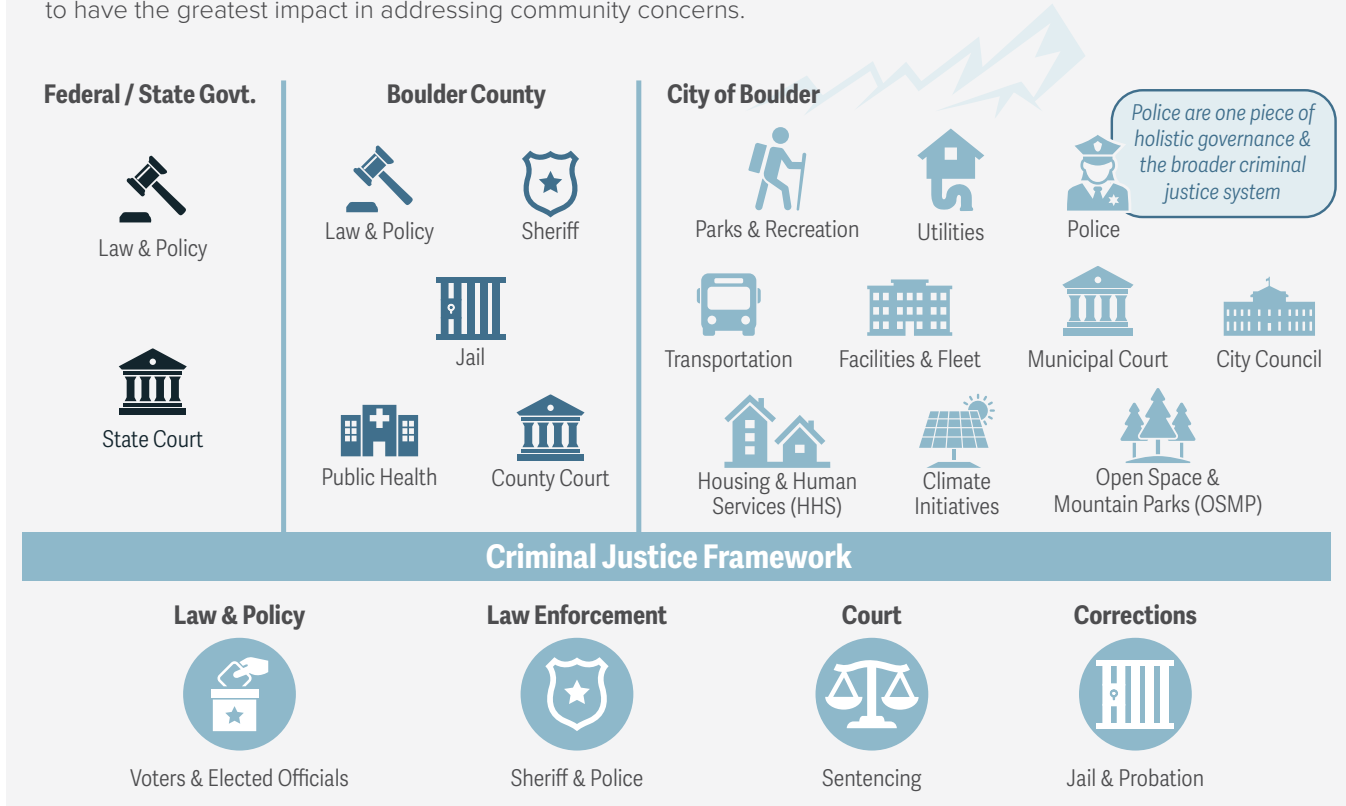 to have the greatest impact in addressing community concerns.
Federal / State Govt.
Law & Policy
State Court
Boulder County
Law & Policy
Sheriff
Jail
Public Health
County Court
City of Boulder
Parks & Recreation
Utilities
Police
Police are one piece of
holistic governance &
the broader criminal
justice system
Transportation
Facilities & Fleet
Municipal Court
City Council
Housing & Human
Services (HHS)
Climate
Initiatives
Open Space &
Mountain Parks (OSMP)
Criminal Justice Framework
Law & Policy
Voters & Elected Officials
Law Enforcement
Sheriff & Police
Court
Sentencing
Corrections
Jail & Probation